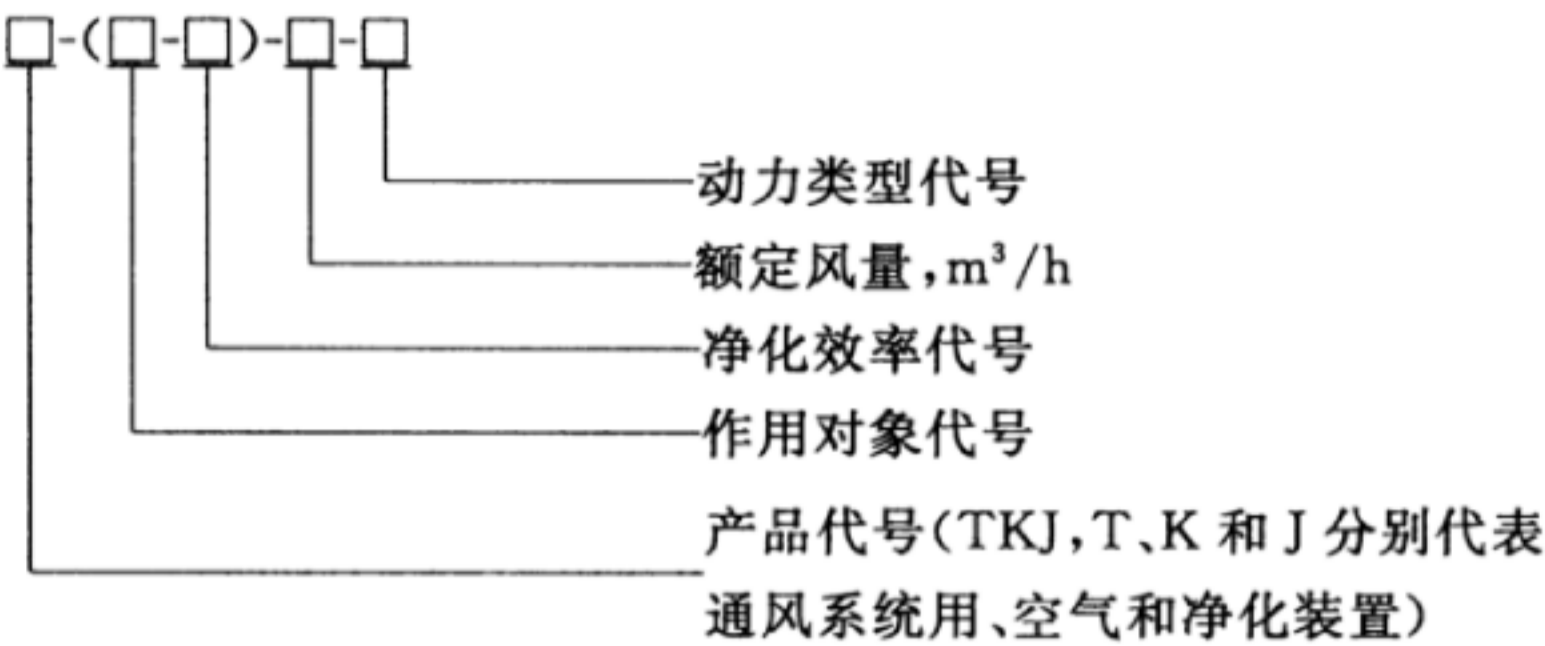 □-(□-□)-□-□
动力类型代号
额定风量,m³/h
净化效率代号
作用对象代号
产品代号(TKJ,T、K 和 J 分别代表
通风系统用、空气和净化装置)